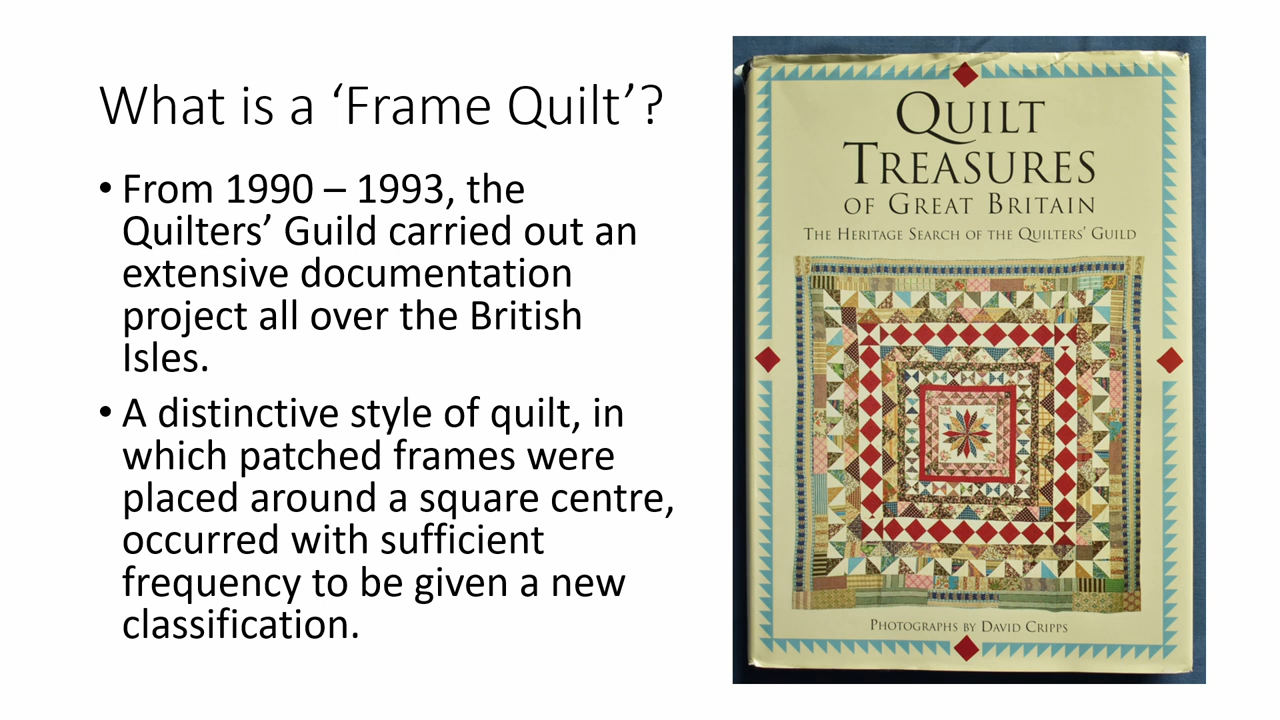 What is a ‘Frame Quilt’?
• From 1990 – 1993, the
Quilters’ Guild carried out an
extensive documentation
project all over the British
Isles.
• A distinctive style of quilt, in
which patched frames were
placed around a square centre,
occurred with sufficient
frequency to be given a new
classification.
QUILT
TREASURES
OF GREAT BRITAIN
THE HERITAGE SEARCH OF THE QUILTERS’ GUILD
PHOTOGRAPHS BY DAVID CRIPPS